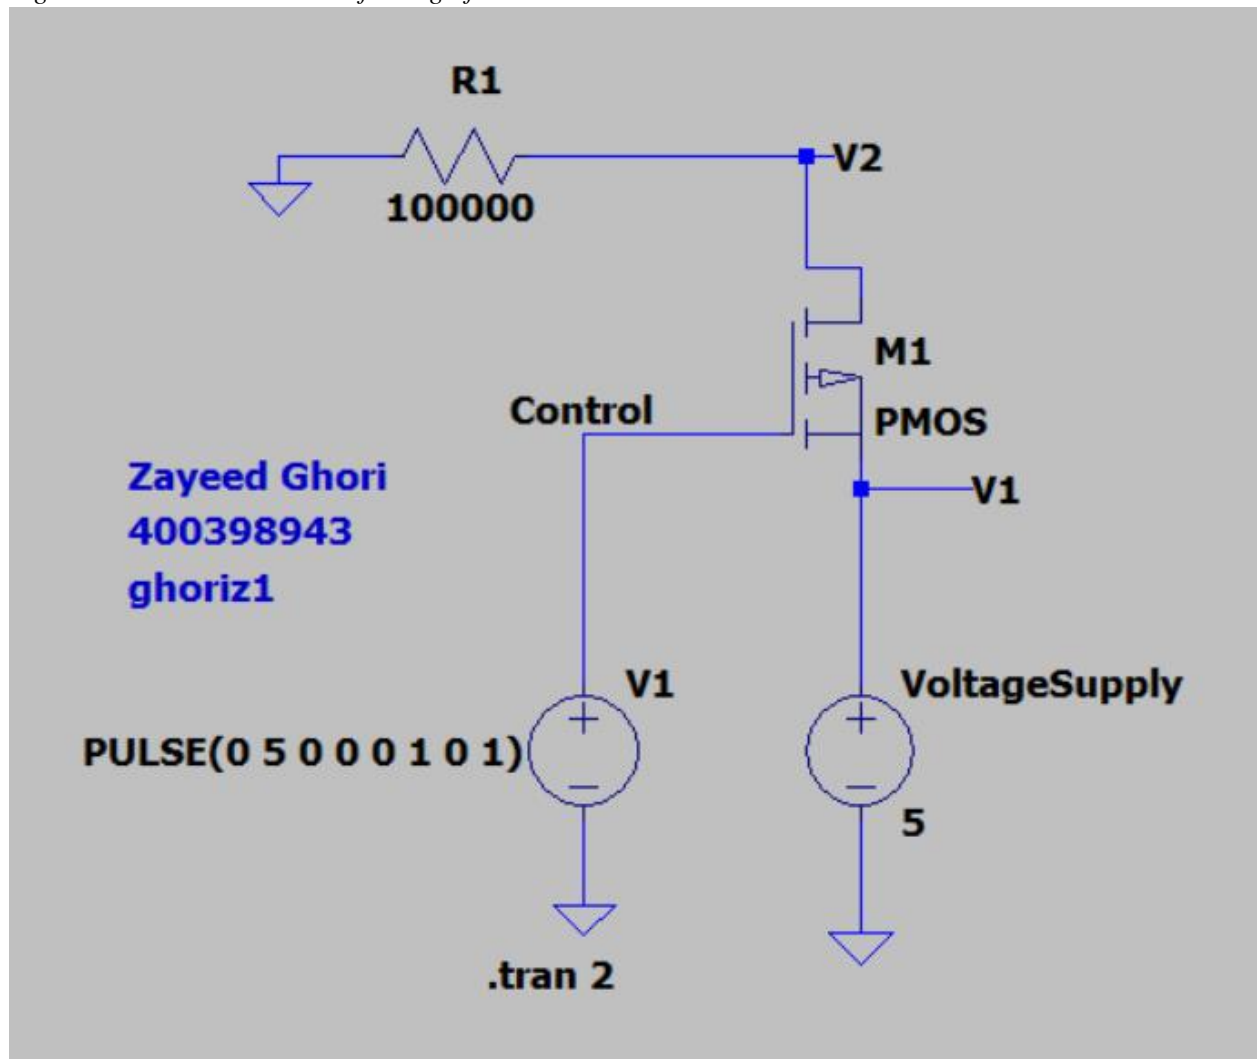 R1
V2
100000
M1
Control
PMOS
V1
Zayeed Ghori
400398943
ghoriz1
V1
VoltageSupply
PULSE(0 5 0 0 0 1 0 1)
5
.tran 2